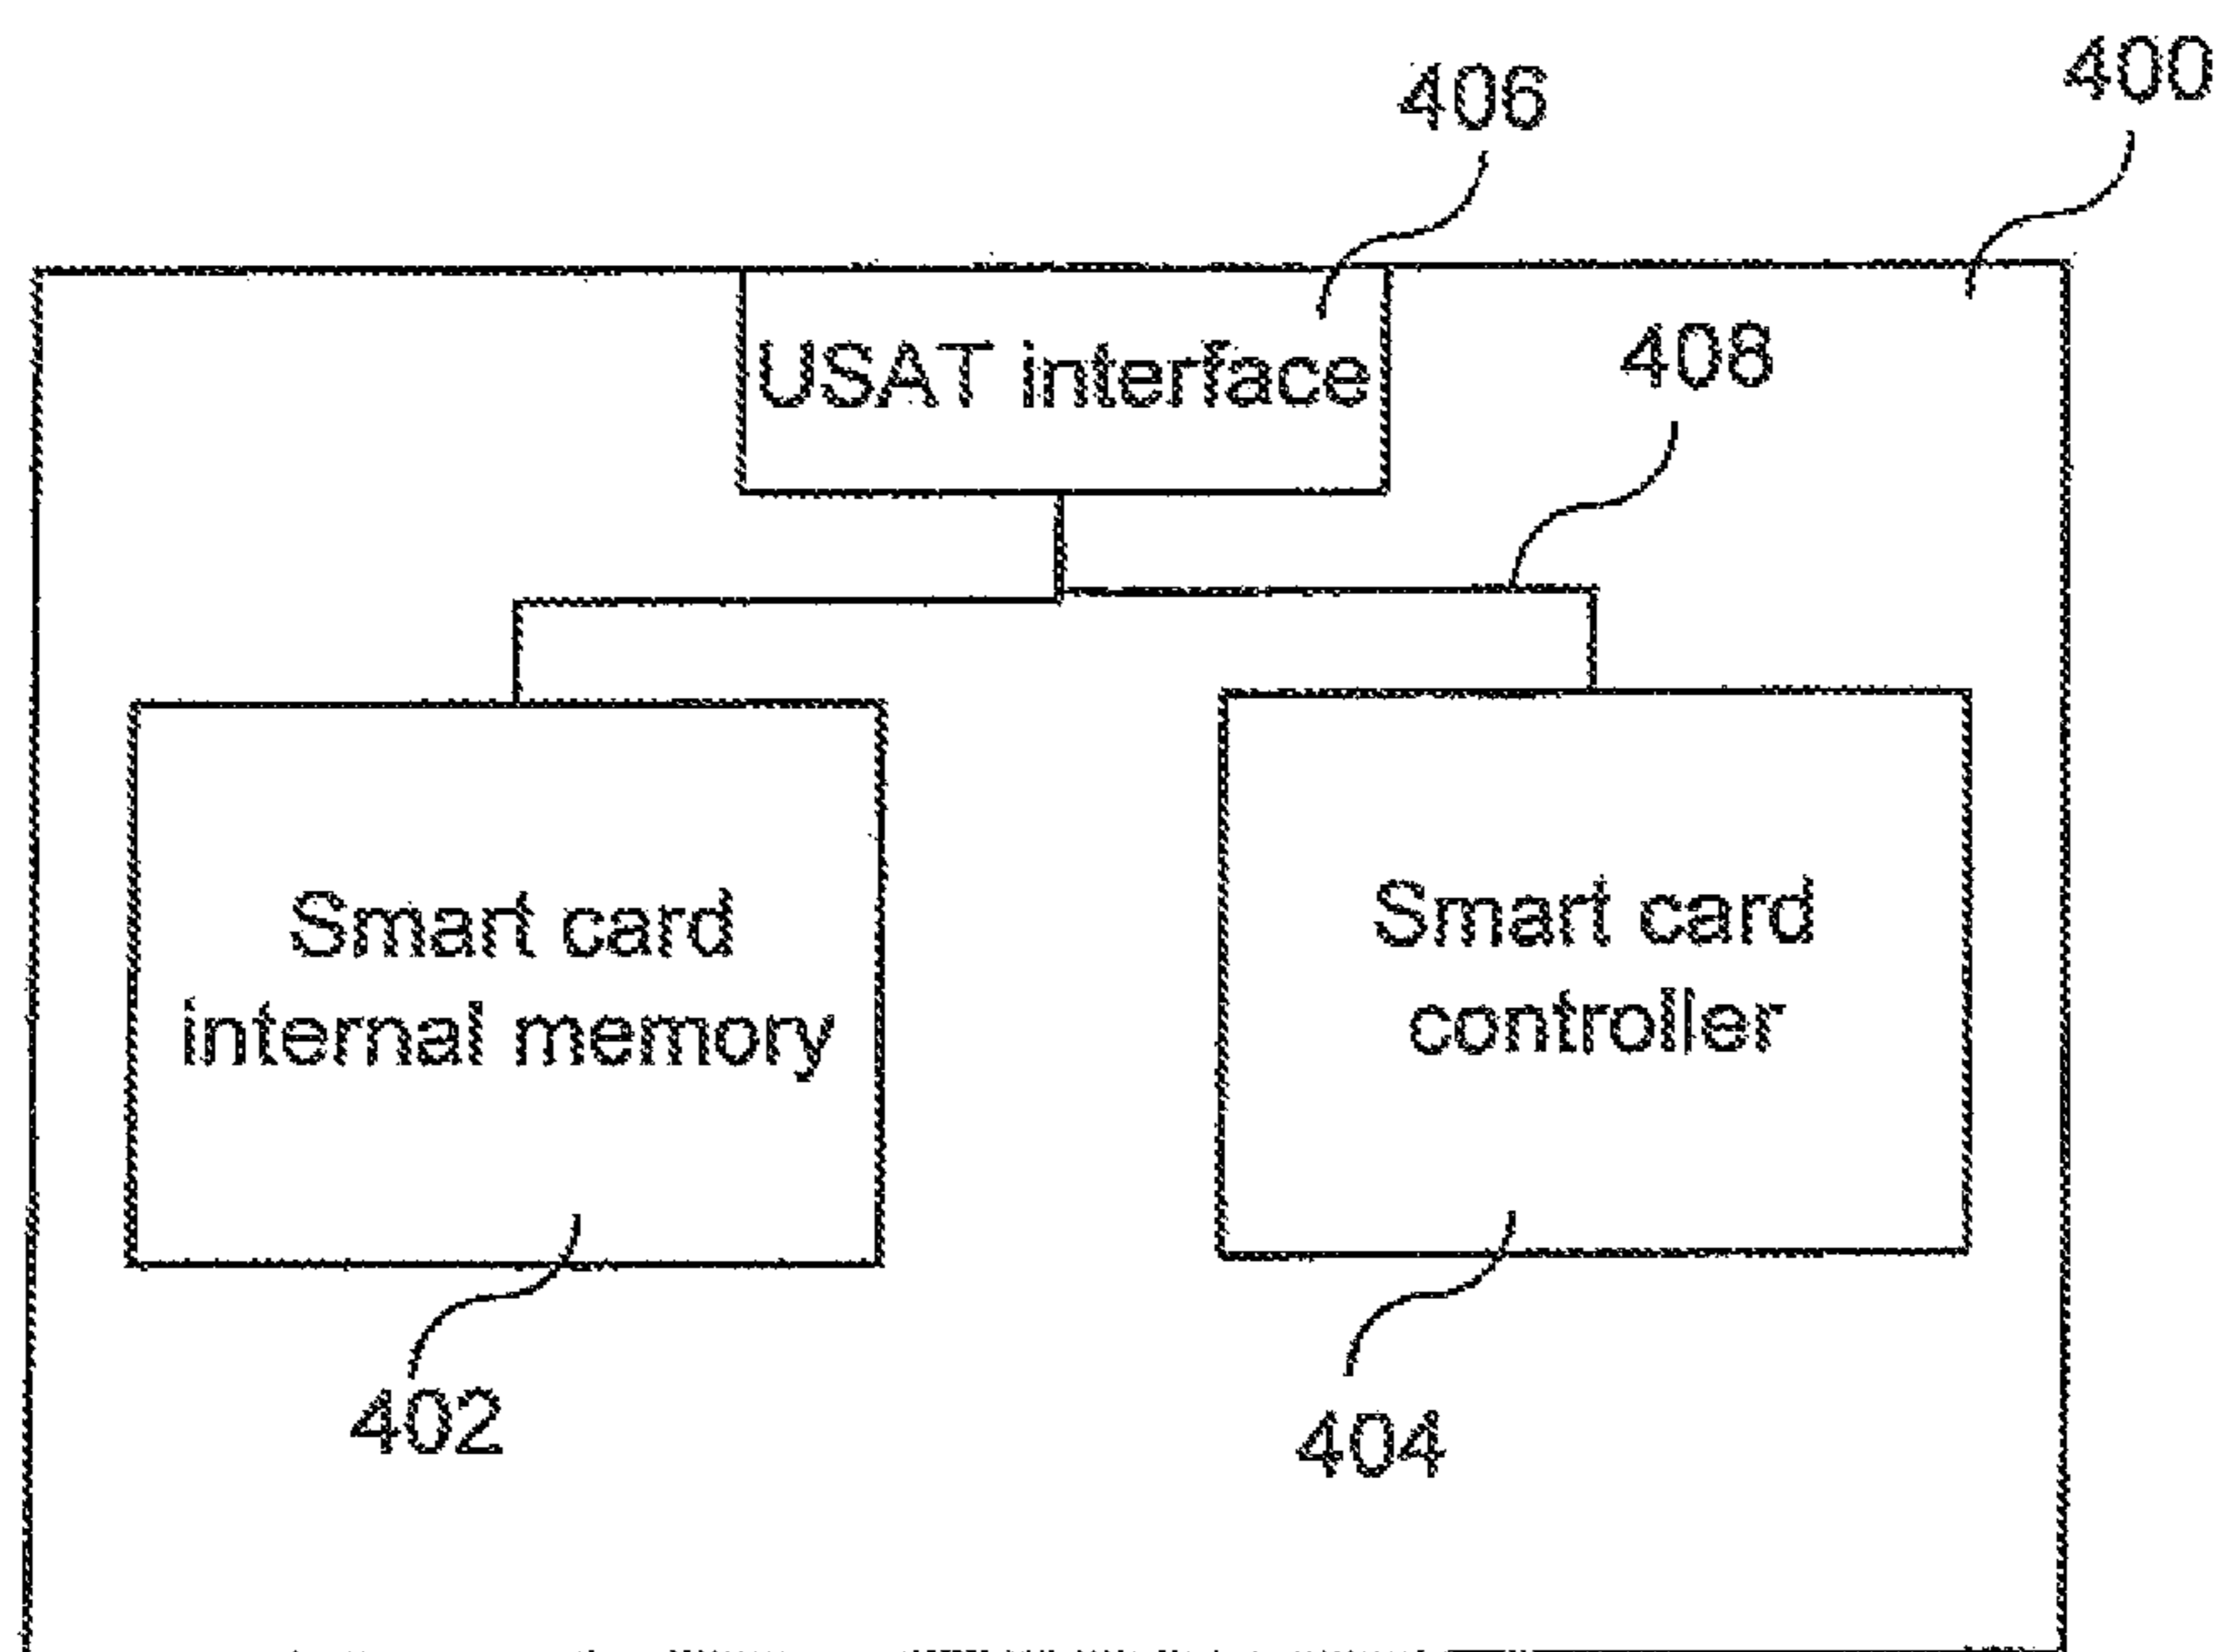 400
406
USAT interface
408
Smart card
internal memory
Smart card
controller
402
404